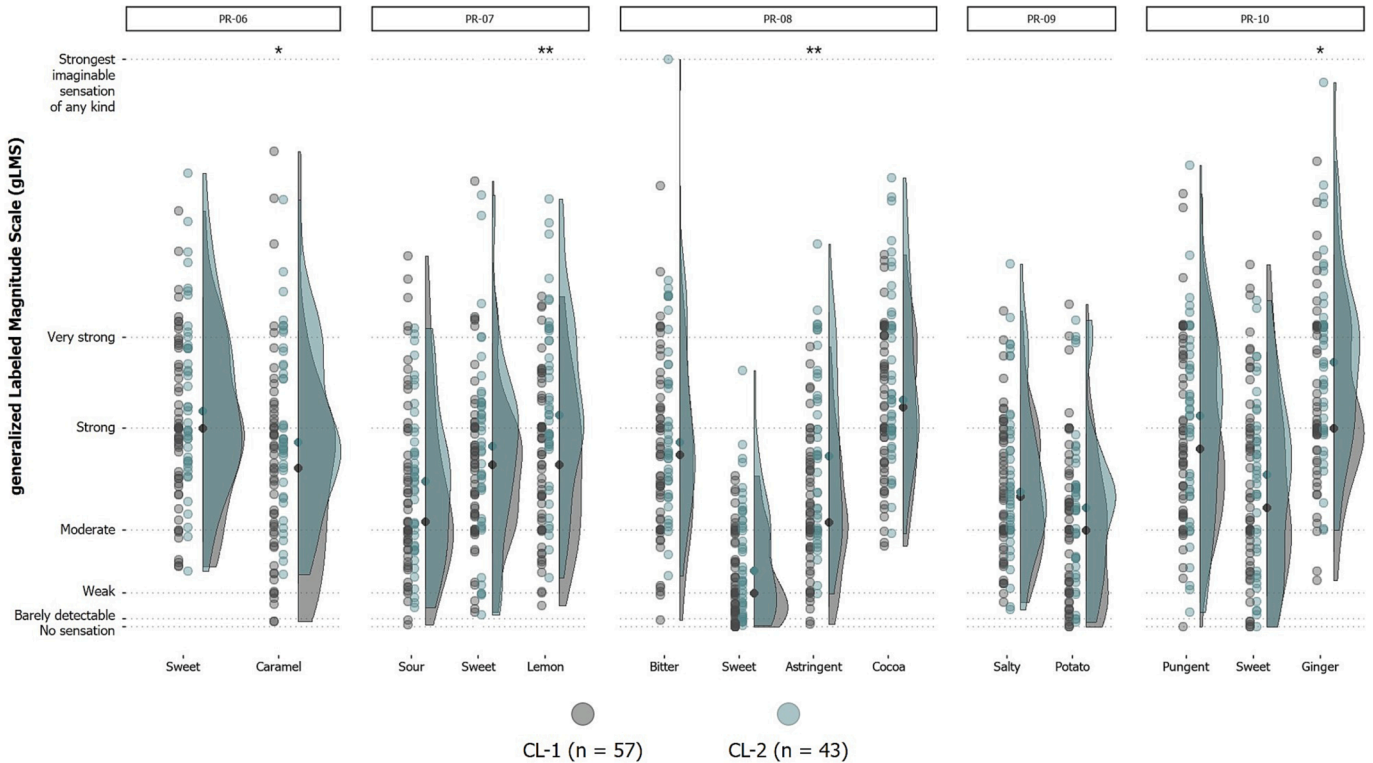 PR-06
PR-07
PR-08
PR-09
PR-10
* ** ** *
generalized Labeled Magnitude Scale (gLMS)
Strongest
imaginable
sensation
of any kind
Very strong
Strong
Moderate
Weak
Barely detectable
No sensation
Sweet Caramel Sour Sweet Lemon Bitter Sweet Astringent Cocoa Salty Potato Pungent Sweet Ginger
CL-1 (n = 57) CL-2 (n = 43)